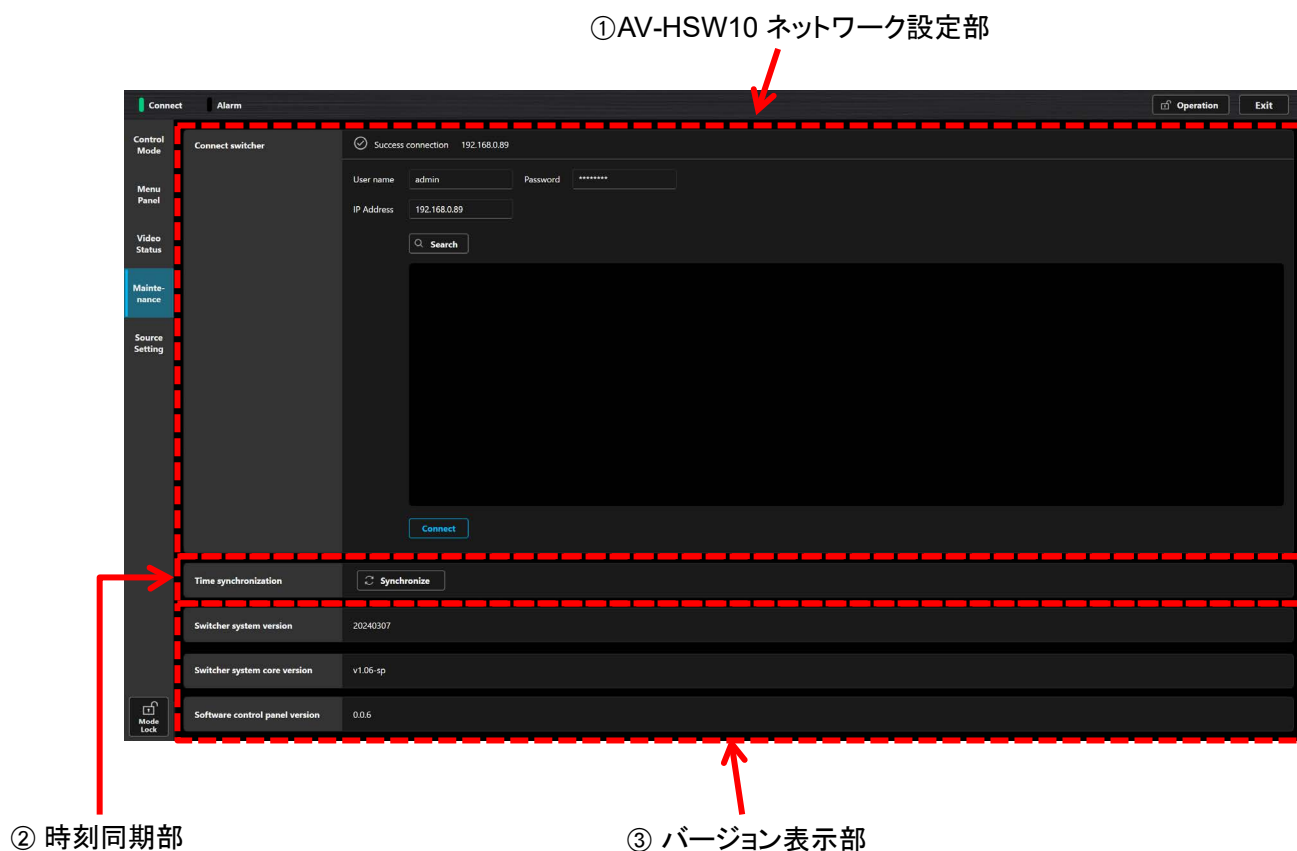 ①AV-HSW10 ネットワーク設定部
Connect Alarm Operation Exit
Control
Mode
Menu
Panel
Video
Status
Mainte-
nance
Source
Setting
Mode
Lock
Connect switcher
Success connection 192.168.0.89
User name admin Password ********
IP Address 192.168.0.89
Search
Connect
Time synchronization Synchronize
Switcher system version 20240307
Switcher system core version v1.06-sp
Software control panel version 0.0.6
② 時刻同期部
③ バージョン表示部